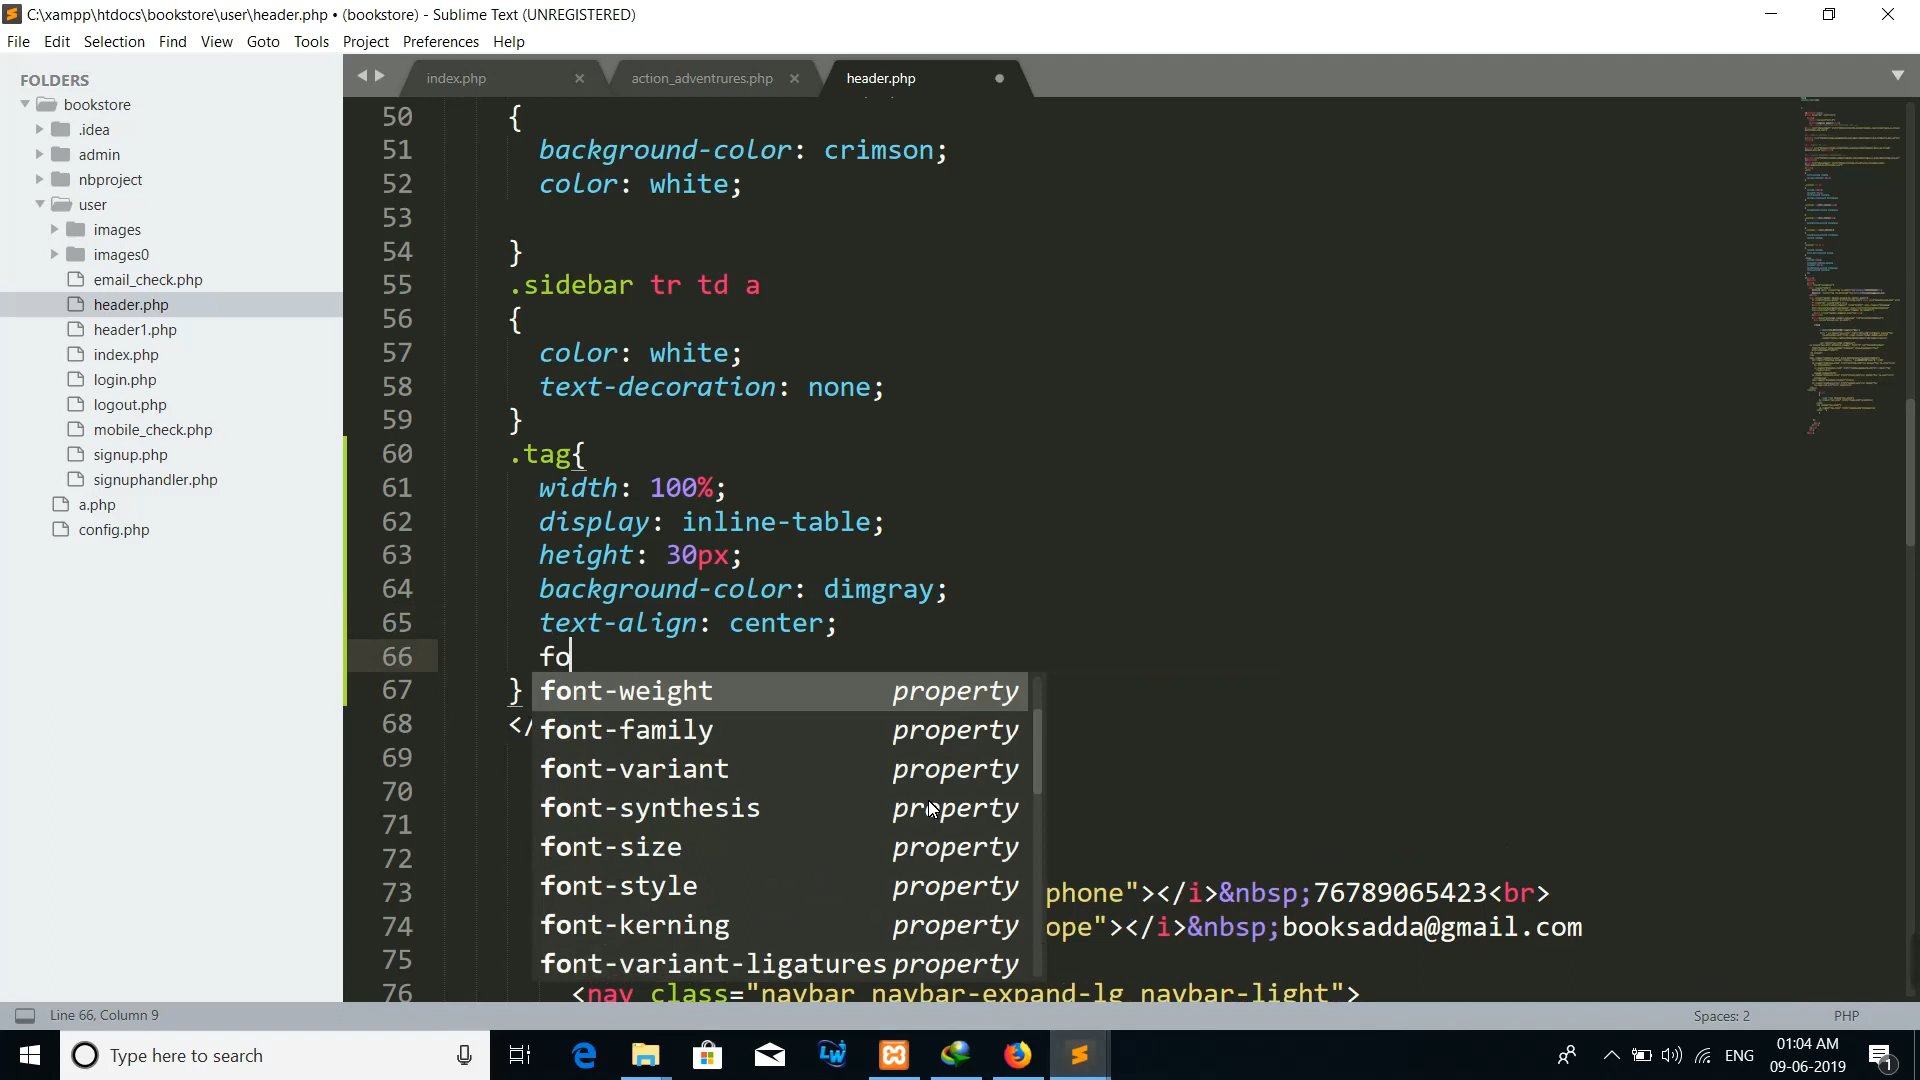 C:\xampp\htdocs\bookstore\user\header.php • (bookstore) - Sublime Text (UNREGISTERED)
File Edit Selection Find View Goto Tools Project Preferences Help
FOLDERS
bookstore
.idea
admin
nbproject
user
images
images0
email_check.php
header.php
header1.php
index.php
login.php
logout.php
mobile_check.php
signup.php
signuphandler.php
a.php
config.php
index.php action_adventrures.php header.php
50 {
51 background-color: crimson;
52 color: white;
53
54 }
55 .sidebar tr td a
56 {
57 color: white;
58 text-decoration: none;
59 }
60 .tag{
61 width: 100%;
62 display: inline-table;
63 height: 30px;
64 background-color: dimgray;
65 text-align: center;
66 fo
67 }
68 </
69
70
71
72
73 phone"></i>&nbsp;76789065423<br>
74 ope"></i>&nbsp;booksadda@gmail.com
75
76 <nav class="navbar navbar-expand-lg navbar-light">
font-weight property
font-family property
font-variant property
font-synthesis property
font-size property
font-style property
font-kerning property
font-variant-ligatures property
Line 66, Column 9 Spaces: 2 PHP
Type here to search
ENG
01:04 AM
09-06-2019
1